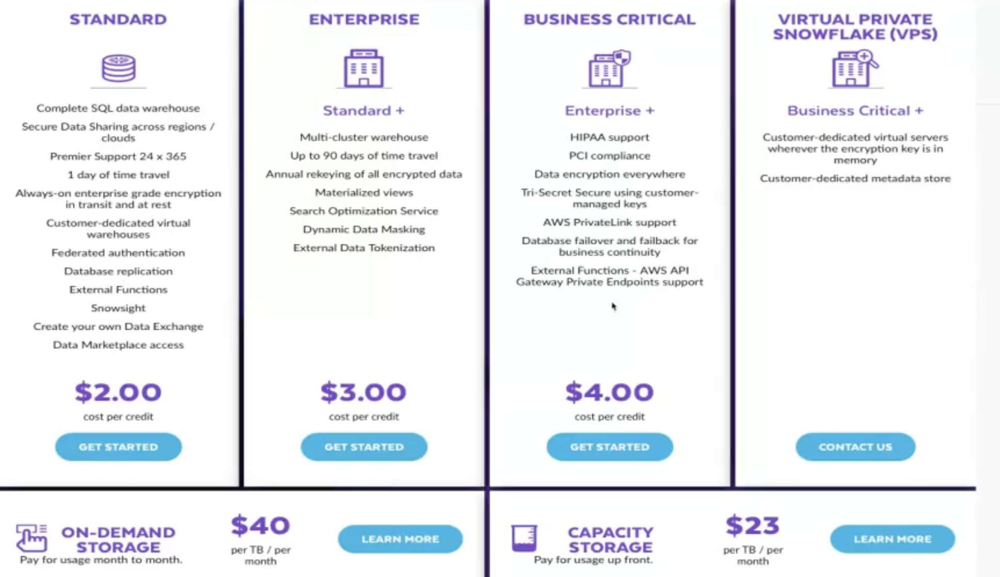 STANDARD
Complete SQL data warehouse
Secure Data Sharing across regions /
clouds
Premier Support 24 x 365
1 day of time travel
Always-on enterprise grade encryption
in transit and at rest
Customer-dedicated virtual
warehouses
Federated authentication
Database replication
External Functions
Snowsight
Create your own Data Exchange
Data Marketplace access
$2.00
cost per credit
GET STARTED
ENTERPRISE
Standard +
Multi-cluster warehouse
Up to 90 days of time travel
Annual rekeying of all encrypted data
Materialized views
Search Optimization Service
Dynamic Data Masking
External Data Tokenization
$3.00
cost per credit
GET STARTED
BUSINESS CRITICAL
Enterprise +
HIPAA support
PCI compliance
Data encryption everywhere
Tri-Secret Secure using customer-
managed keys
AWS PrivateLink support
Database failover and failback for
business continuity
External Functions - AWS API
Gateway Private Endpoints support
$4.00
cost per credit
GET STARTED
VIRTUAL PRIVATE
SNOWFLAKE (VPS)
Business Critical +
Customer-dedicated virtual servers
wherever the encryption key is in
memory
Customer-dedicated metadata store
CONTACT US
ON-DEMAND
STORAGE
Pay for usage month to month.
$40
per TB / per
month
LEARN MORE
CAPACITY
STORAGE
Pay for usage up front.
$23
per TB / per
month
LEARN MORE